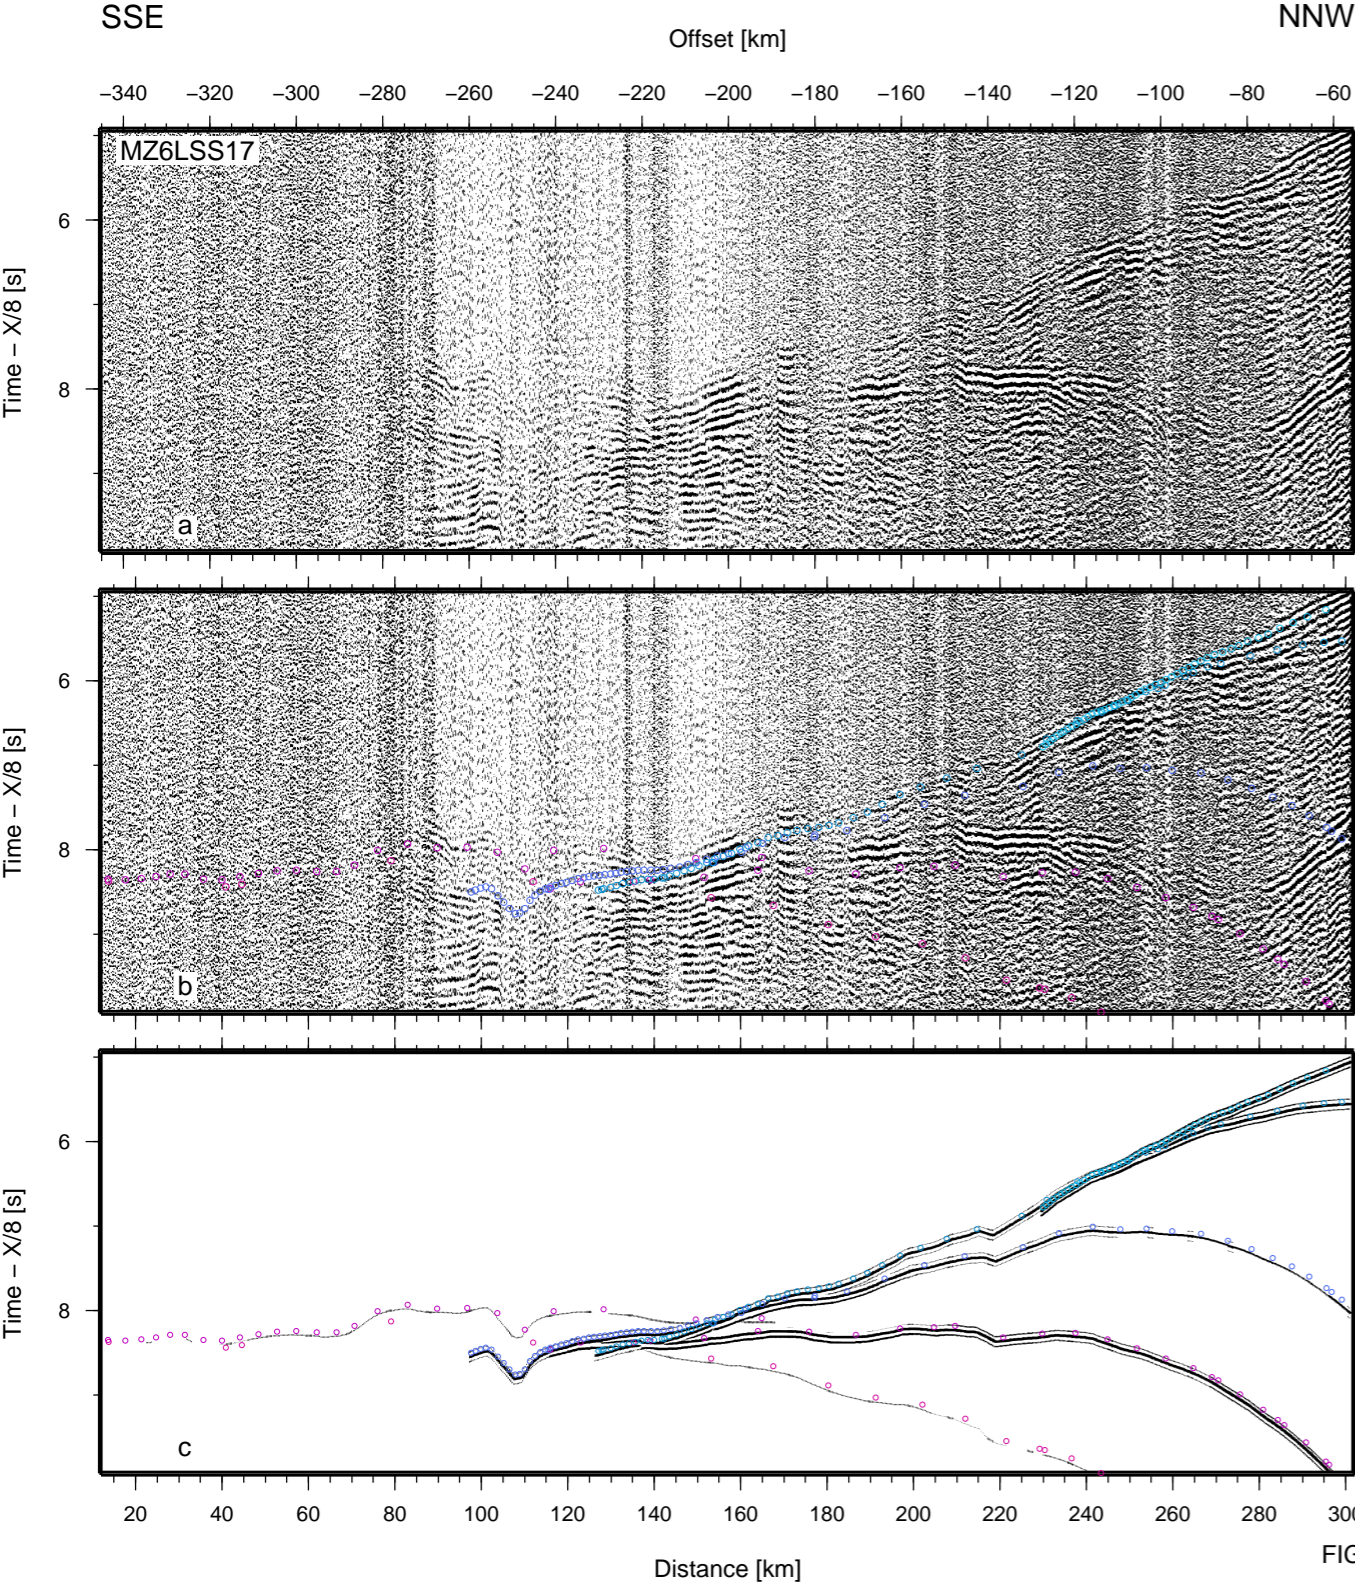 SSE NNW
Offset [km]
−340 −320 −300 −280 −260 −240 −220 −200 −180 −160 −140 −120 −100 −80 −60
MZ6LSS17
6
8
Time − X/8 [s]
a
6
8
Time − X/8 [s]
b
6
8
Time − X/8 [s]
c
20 40 60 80 100 120 140 160 180 200 220 240 260 280 300
Distance [km]
FIG